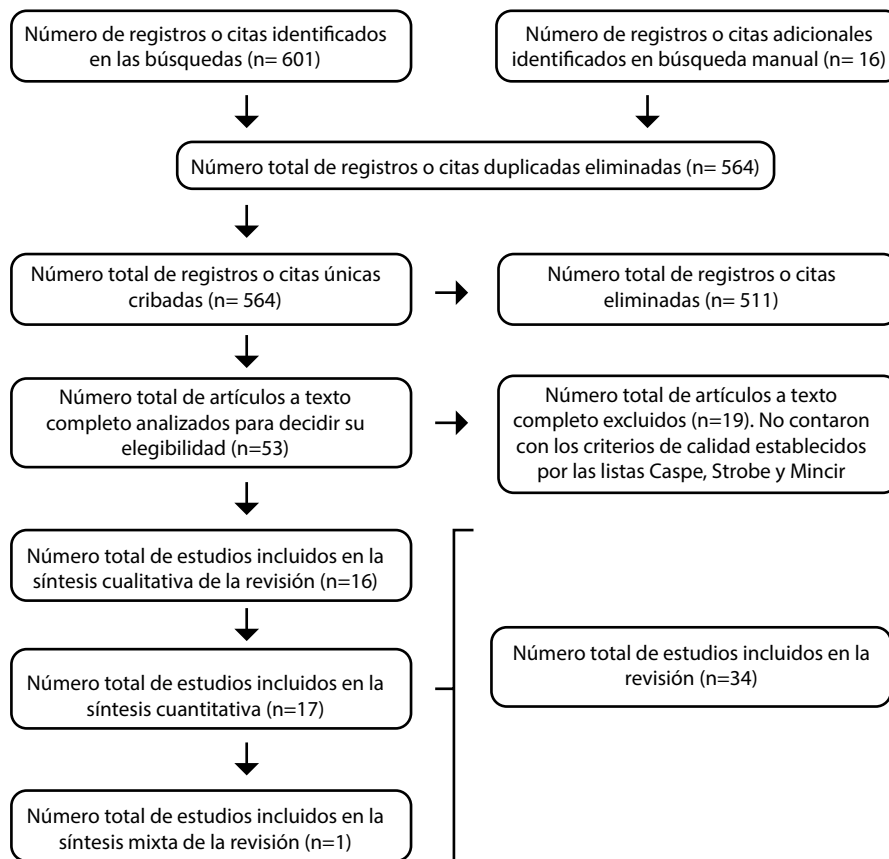 Número de registros o citas identificados
en las búsquedas (n= 601)
Número de registros o citas adicionales
identificados en búsqueda manual (n= 16)
Número total de registros o citas duplicadas eliminadas (n= 564)
Número total de registros o citas únicas
cribadas (n= 564)
Número total de registros o citas
eliminadas (n= 511)
Número total de artículos a texto
completo analizados para decidir su
elegibilidad (n=53)
Número total de artículos a texto
completo excluidos (n=19). No contaron
con los criterios de calidad establecidos
por las listas Caspe, Strobe y Mincir
Número total de estudios incluidos en la
síntesis cualitativa de la revisión (n=16)
Número total de estudios incluidos en la
síntesis cuantitativa (n=17)
Número total de estudios incluidos en la
revisión (n=34)
Número total de estudios incluidos en la
síntesis mixta de la revisión (n=1)